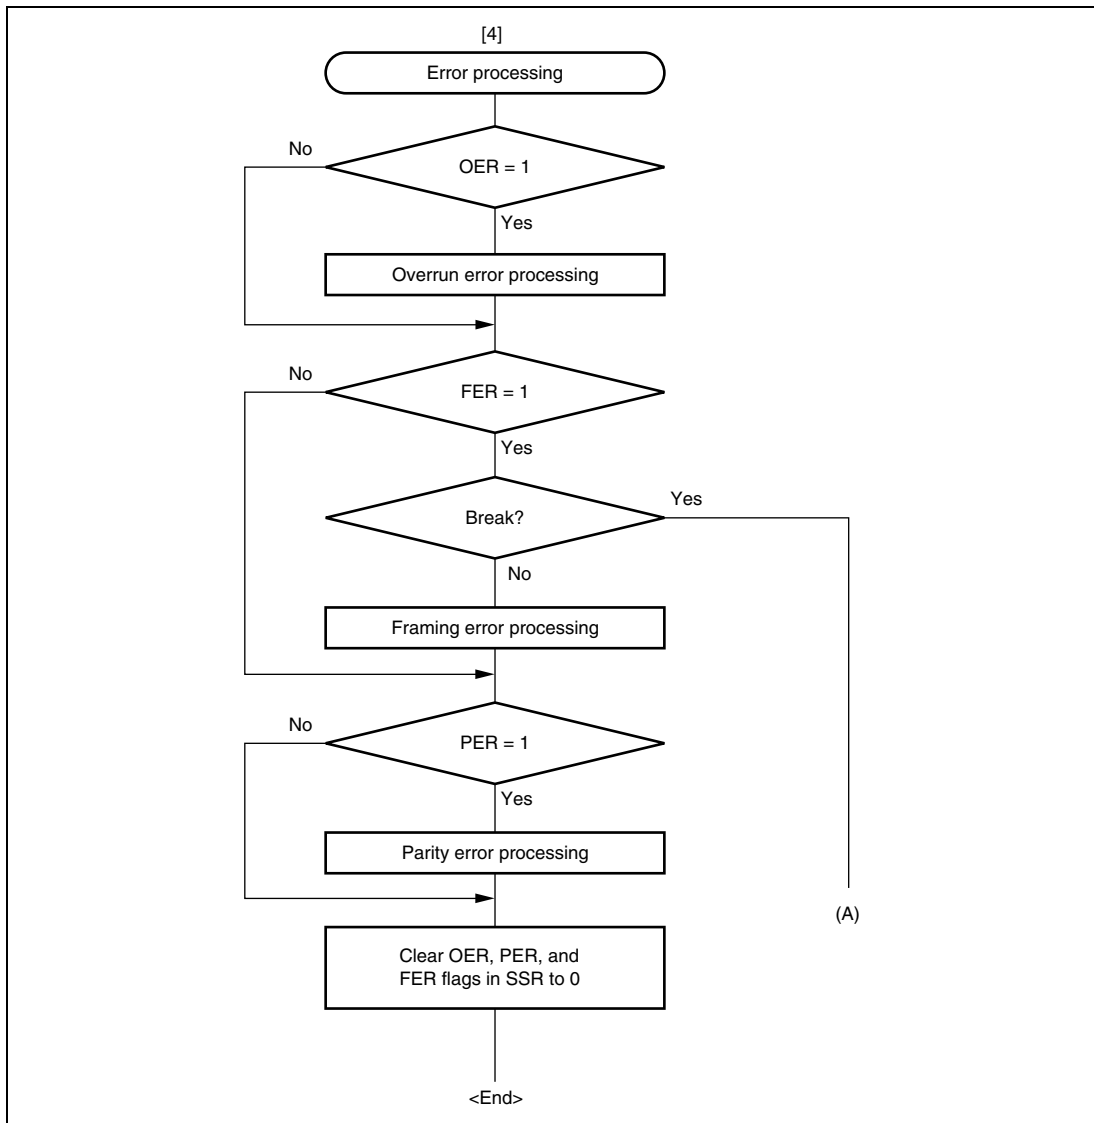 [4]
Error processing
No
OER = 1
Yes
Overrun error processing
No
FER = 1
Yes
Break?
Yes
No
Framing error processing
No
PER = 1
Yes
Parity error processing
(A)
Clear OER, PER, and
FER flags in SSR to 0
<End>